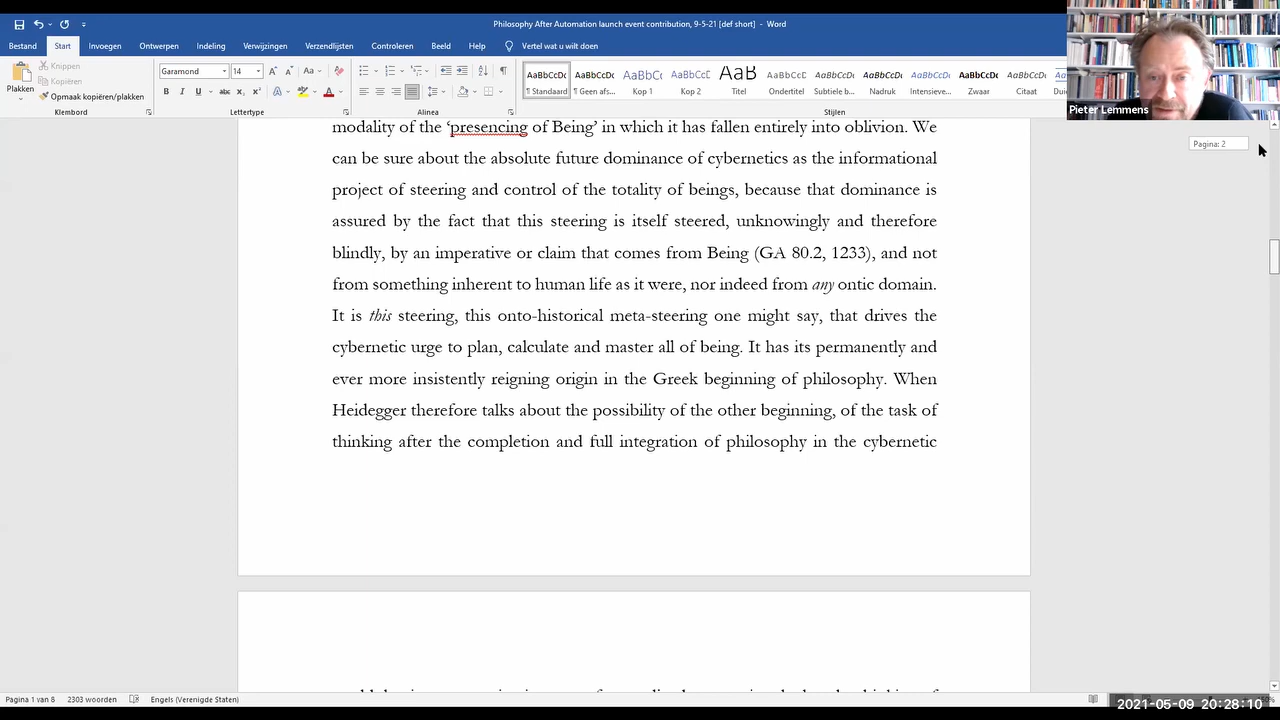 Philosophy After Automation launch event contribution, 9-5-21 [def short] - Word
Bestand Start Invoegen Ontwerpen Indeling Verwijzingen Verzendlijsten Controleren Beeld Help Vertel wat u wilt doen
Plakken
Knippen
Kopiëren
Opmaak kopiëren/plakken
Klembord
Garamond 14
Lettertype
Alinea
AaBbCcDc AaBbCcDc AaBbCc AaBbCcC AaB AaBbCcC AaBbCcDc AaBbCcDc AaBbCcDc AaBbCcDc AaBbCcDc
¶ Standaard ¶ Geen afs... Kop 1 Kop 2 Titel Ondertitel Subtiele b... Nadruk Intensieve... Zwaar Citaat
Stijlen
Pieter Lemmens
Pagina: 2
modality of the ‘presencing of Being’ in which it has fallen entirely into oblivion. We
can be sure about the absolute future dominance of cybernetics as the informational
project of steering and control of the totality of beings, because that dominance is
assured by the fact that this steering is itself steered, unknowingly and therefore
blindly, by an imperative or claim that comes from Being (GA 80.2, 1233), and not
from something inherent to human life as it were, nor indeed from any ontic domain.
It is this steering, this onto-historical meta-steering one might say, that drives the
cybernetic urge to plan, calculate and master all of being. It has its permanently and
ever more insistently reigning origin in the Greek beginning of philosophy. When
Heidegger therefore talks about the possibility of the other beginning, of the task of
thinking after the completion and full integration of philosophy in the cybernetic
Pagina 1 van 8 2303 woorden Engels (Verenigde Staten)
2021-05-09 20:28:10